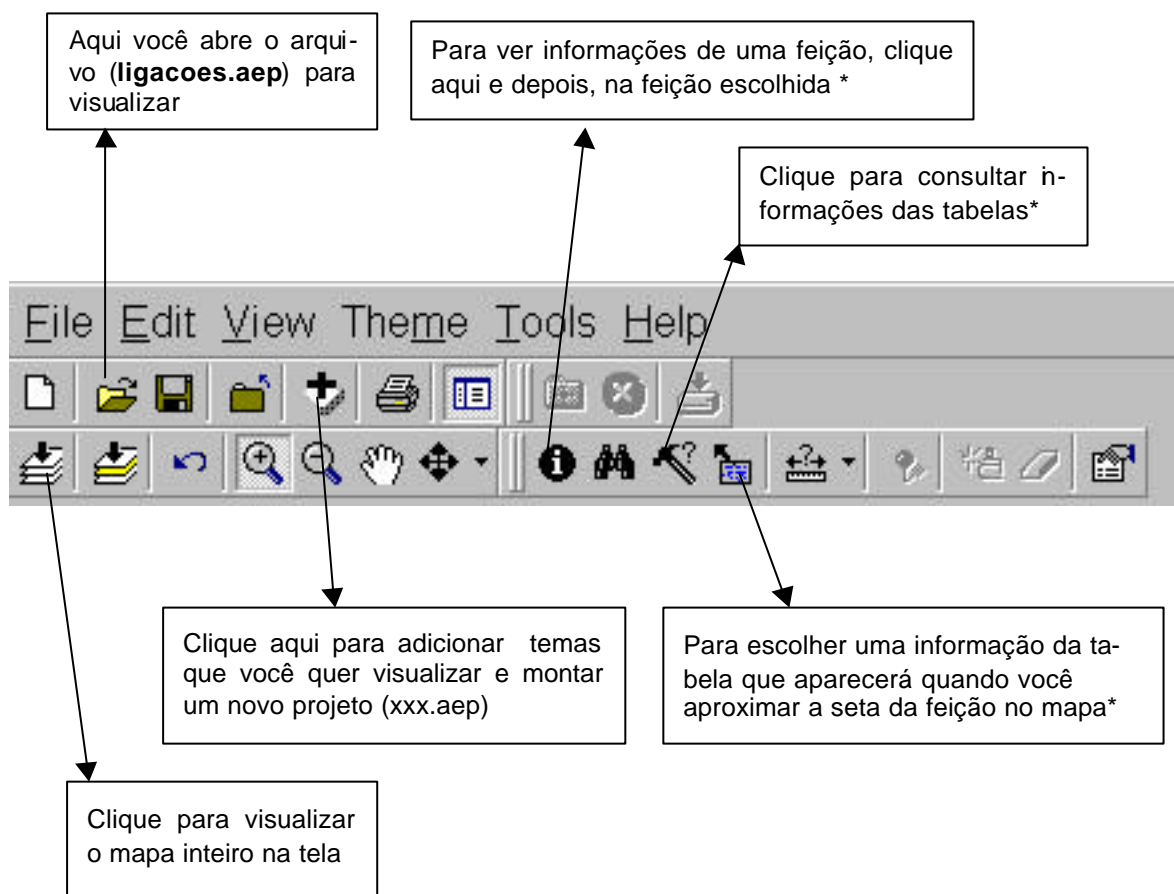 Aqui você abre o arqui-
vo (ligacoes.aep) para
visualizar
Para ver informações de uma feição, clique
aqui e depois, na feição escolhida *
Clique para consultar in-
formações das tabelas*
File Edit View Theme Tools Help
Clique aqui para adicionar temas
que você quer visualizar e montar
um novo projeto (xxx.aep)
Para escolher uma informação da ta-
bela que aparecerá quando você
aproximar a seta da feição no mapa*
Clique para visualizar
o mapa inteiro na tela